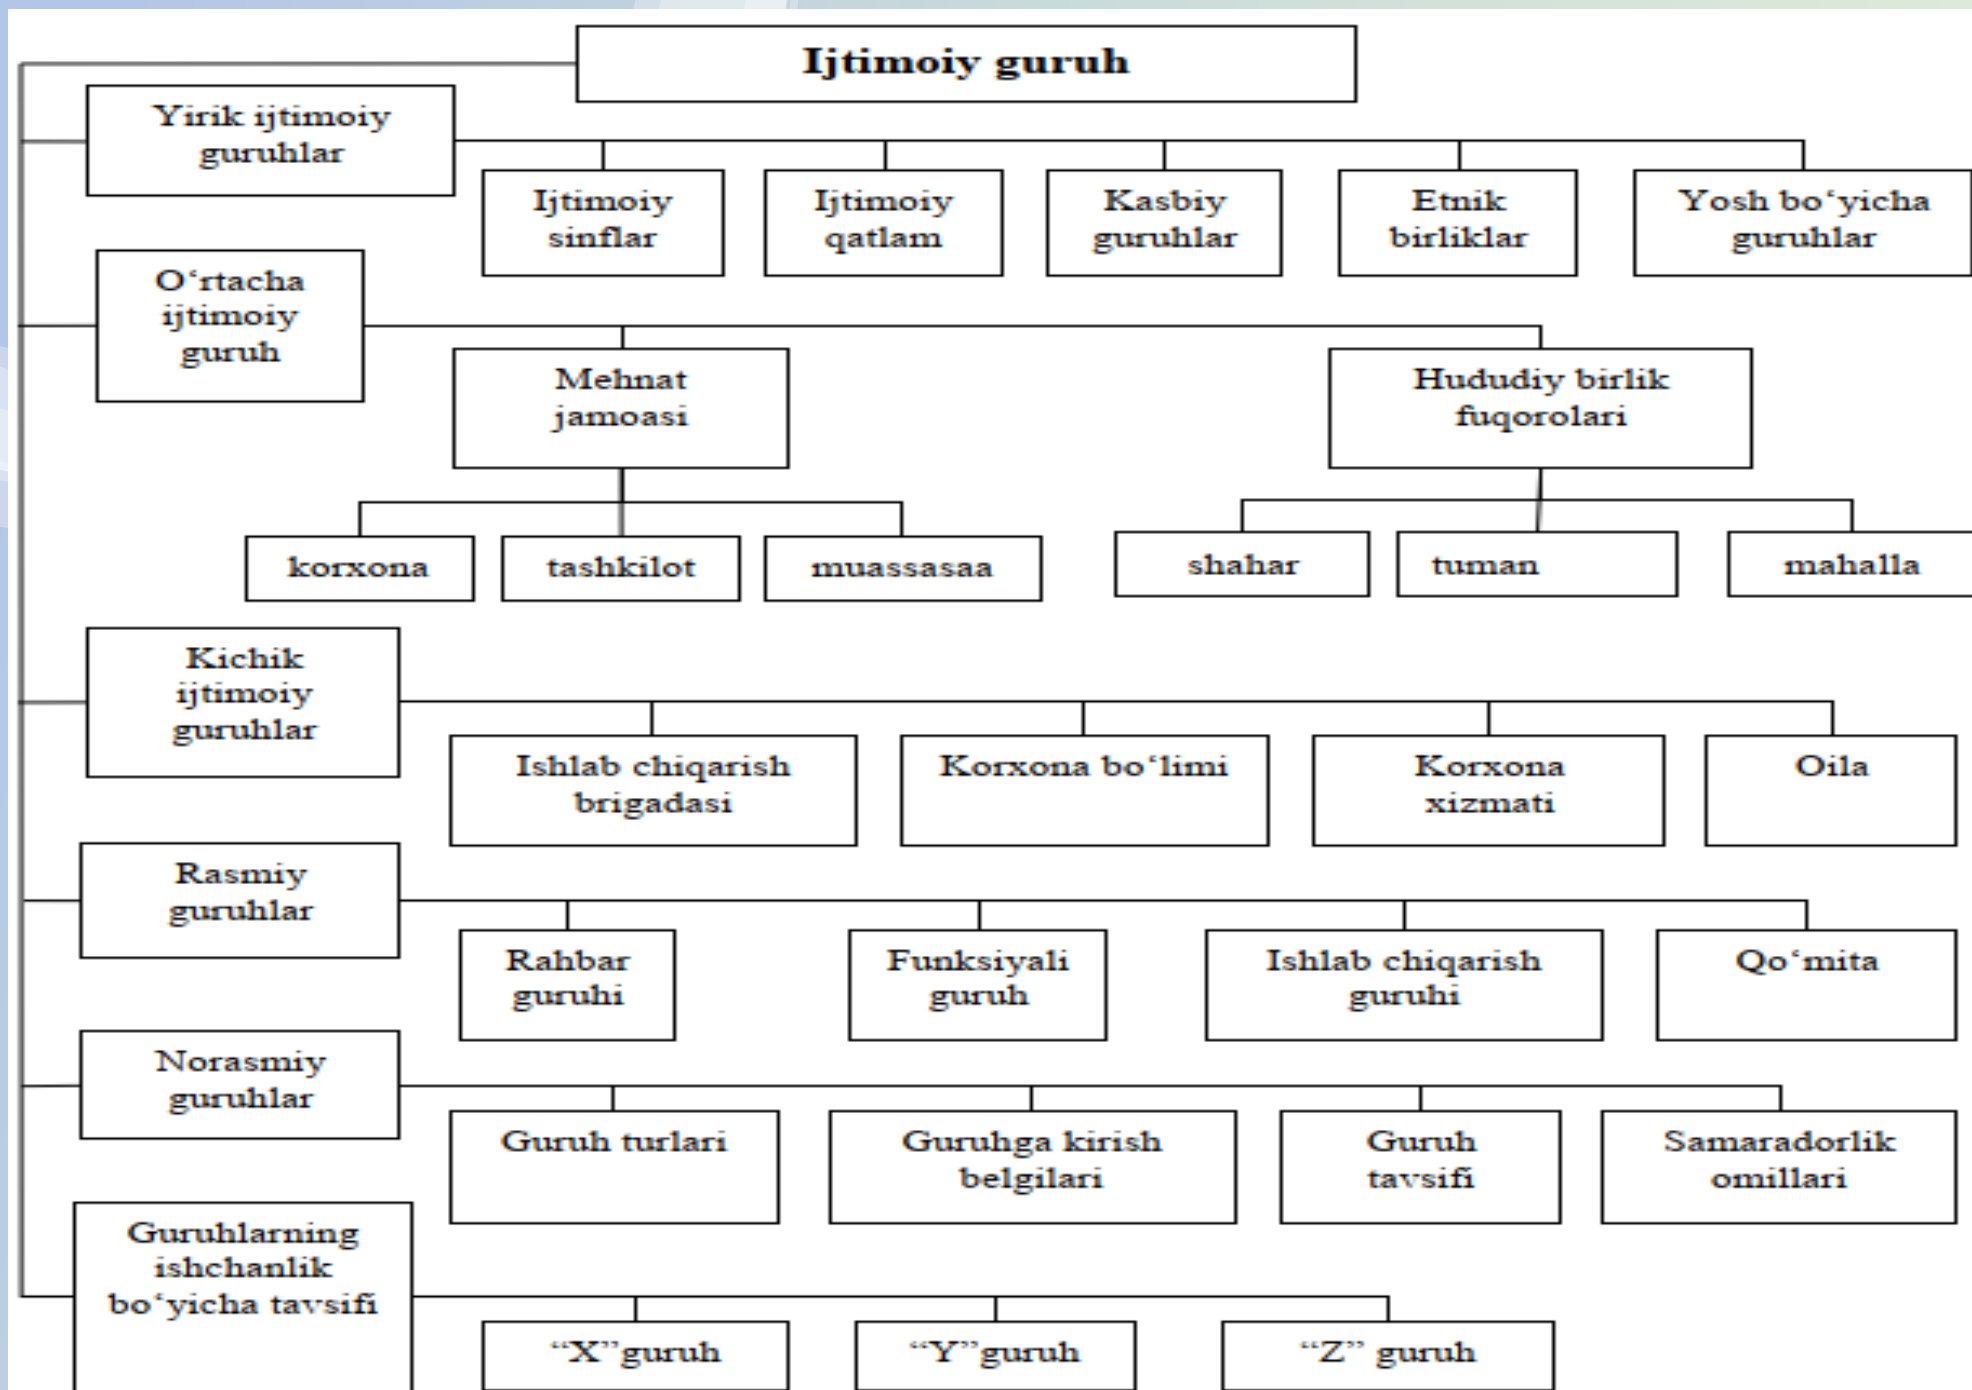 Ijtimoiy guruh
Yirik ijtimoiy
guruhlar
Ijtimoiy
sinflar
Ijtimoiy
qatlam
Kasbiy
guruhlar
Etnik
birliklar
Yosh bo‘yicha
guruhlar
O‘rtacha
ijtimoiy
guruh
Mehnat
jamoasi
Hududiy birlik
fuqorolari
korxona
tashkilot
muassasaa
shahar
tuman
mahalla
Kichik
ijtimoiy
guruhlar
Ishlab chiqarish
brigadasi
Korxona bo‘limi
Korxona
xizmati
Oila
Rasmiy
guruhlar
Rahbar
guruhi
Funksiyali
guruh
Ishlab chiqarish
guruhi
Qo‘mita
Norasmiy
guruhlar
Guruh turlari
Guruhga kirish
belgilari
Guruh
tavsifi
Samaradorlik
omillari
Guruhlarning
ishchanlik
bo‘yicha tavsifi
“X”guruh
“Y”guruh
“Z” guruh